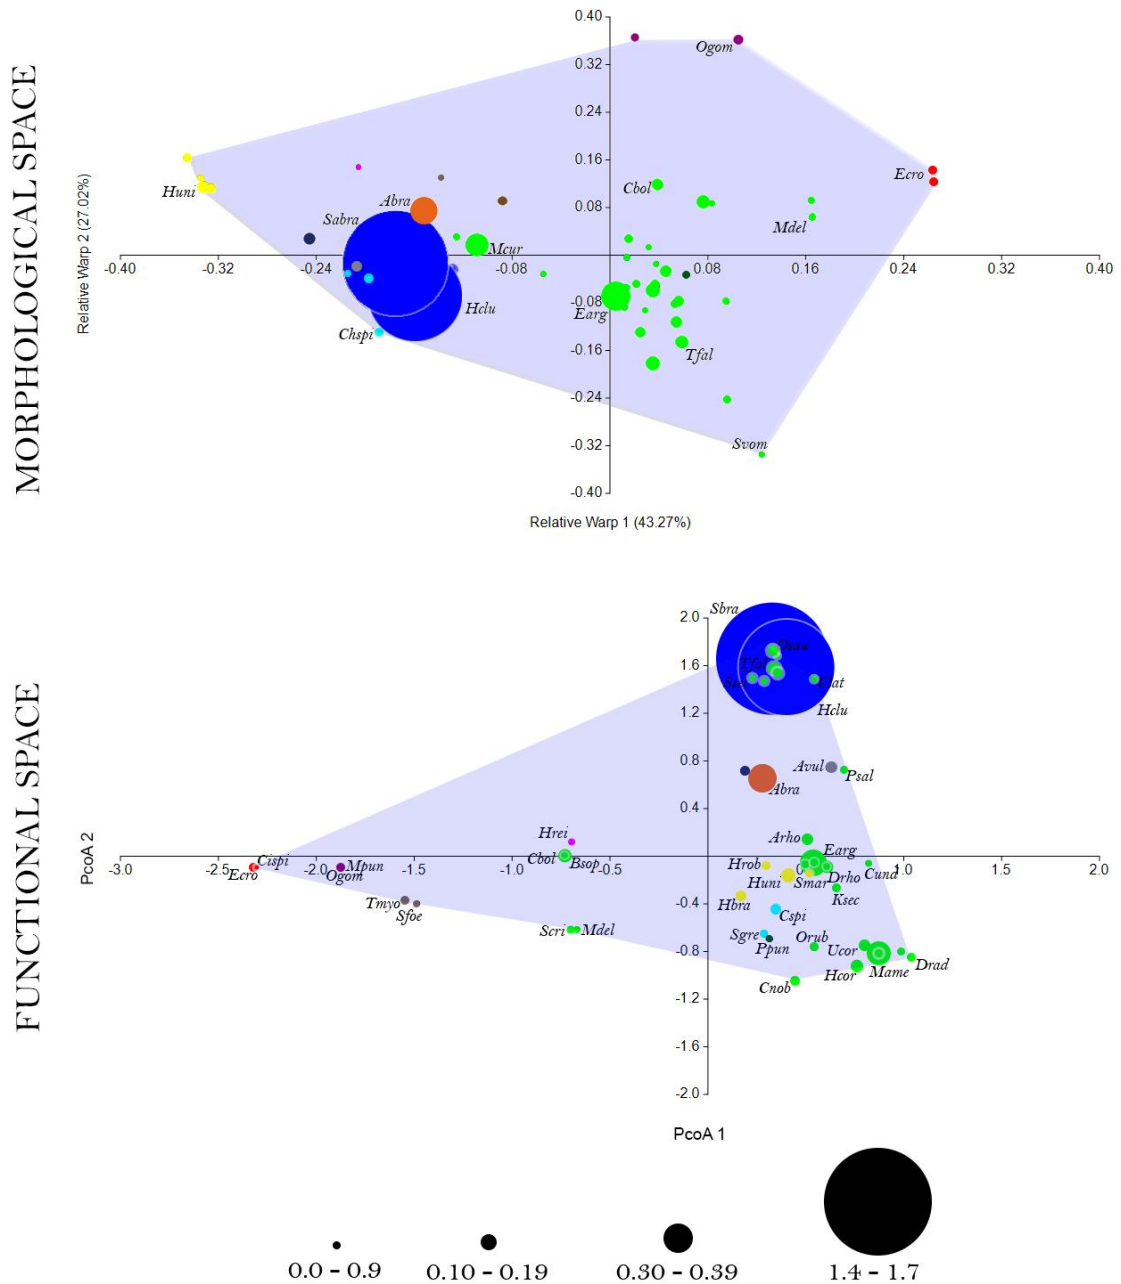 MORPHOLOGICAL SPACE
Relative Warp 2 (27.02%)
0.40
0.32
0.24
0.16
0.08
-0.08
-0.16
-0.24
-0.32
-0.40
-0.40
-0.32
-0.24
-0.08
0.08
0.16
0.24
0.32
0.40
Ogom
Ecro
Huni
Cbol
Abra
Sabra
Mdel
Mcur
Hclu
Earg
Chspi
Tfal
Svom
Relative Warp 1 (43.27%)
FUNCTIONAL SPACE
PcoA 2
2.0
1.6
1.2
0.8
0.4
-0.4
-0.8
-1.2
-1.6
-2.0
-3.0
-2.5
-2.0
-1.5
-1.0
-0.5
1.0
1.5
2.0
Sbra
Tfal
Clat
Hclu
Avul
Psal
Abra
Hrei
Arho
Cbol
Bsop
Earg
Cispi
Ecro
Mpun
Ogom
Hrob
Cund
Huni
Smar
Drho
Ksec
Tmyo
Sfoe
Hbra
Cspi
Scri
Mdel
Sgre
Ppun
Orub
Ucor
Drad
Hcor
Mame
Cnob
PcoA 1
0.0 - 0.9
0.10 - 0.19
0.30 - 0.39
1.4 - 1.7